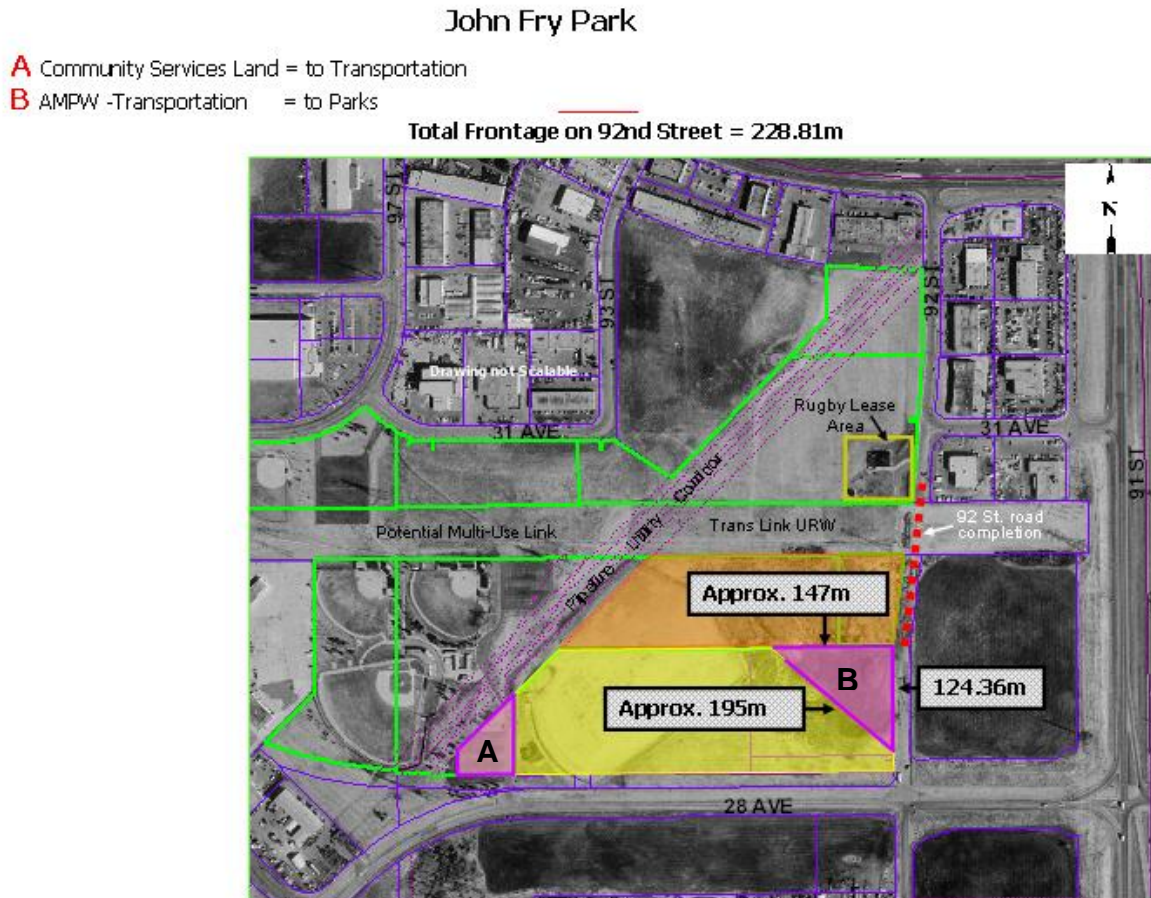 John Fry Park
A Community Services Land = to Transportation
B AMPW -Transportation = to Parks
Total Frontage on 92nd Street = 228.81m
N
97 ST
93 ST
92 ST
Drawing not Scalable
Rugby Lease
Area
31 AVE
31 AVE
91 ST
Pipeline Utility Corridor
Potential Multi-Use Link
Trans Link URW
92 St. road
completion
Approx. 147m
B
124.36m
Approx. 195m
A
28 AVE